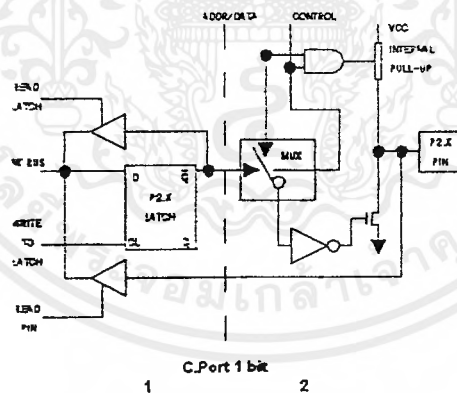 ADDR/DATA CONTROL VCC
INTERNAL
PULL-UP
READ
LATCH
MUX
P2.X
PIN
BUS
D
P2.X
LATCH
WRITE
TO
LATCH
READ
PIN
C.Port 1 bit
1 2